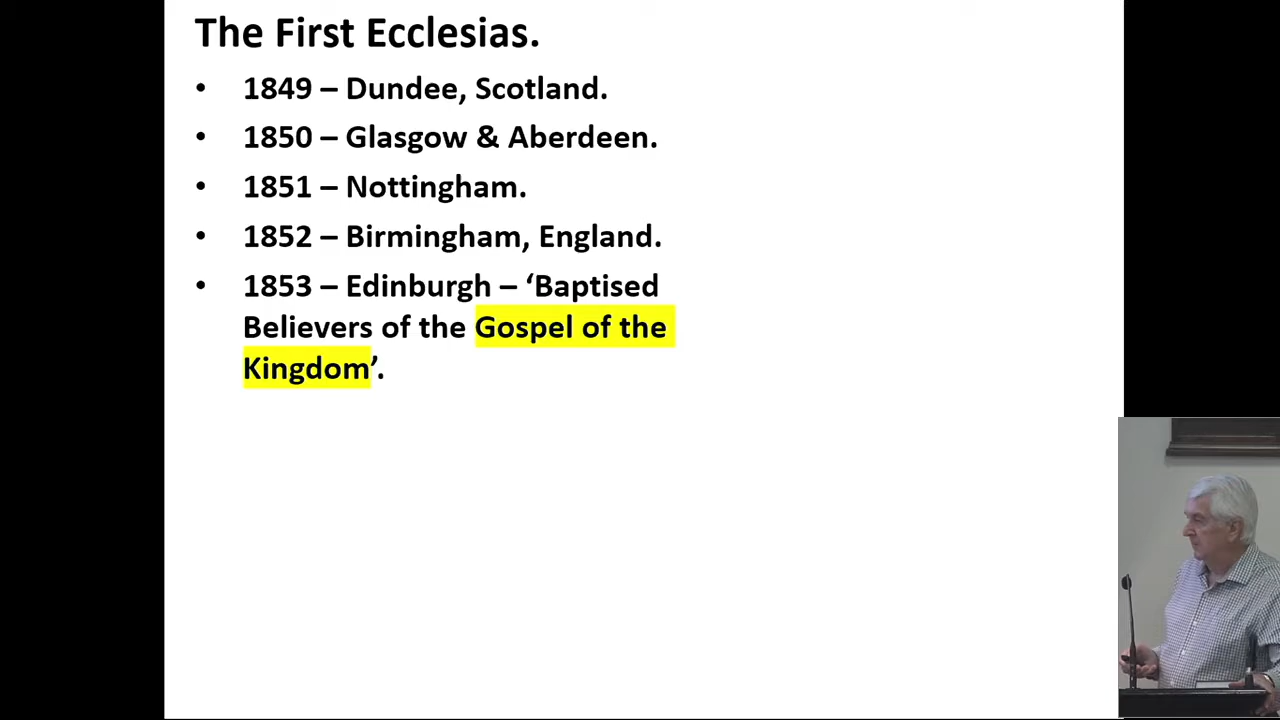 The First Ecclesias.
• 1849 – Dundee, Scotland.
• 1850 – Glasgow & Aberdeen.
• 1851 – Nottingham.
• 1852 – Birmingham, England.
• 1853 – Edinburgh – ‘Baptised
Believers of the Gospel of the
Kingdom’.